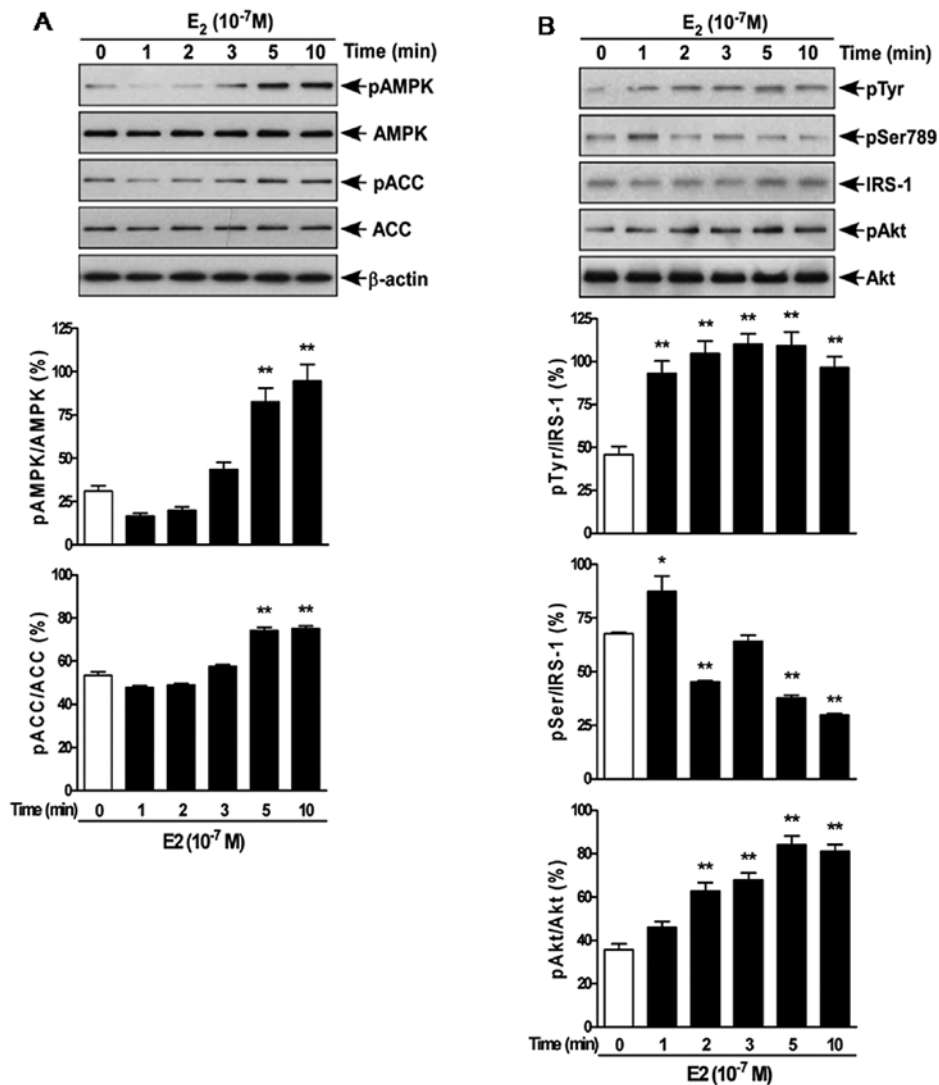 A
E2 (10-7M)
0 1 2 3 5 10 Time (min)
pAMPK
AMPK
pACC
ACC
β-actin
125
100
75
50
25
0
pAMPK/AMPK (%)
** **
100
80
60
40
20
0
pACC/ACC (%)
** **
Time (min) 0 1 2 3 5 10
E2 (10-7 M)
B
E2 (10-7M)
0 1 2 3 5 10 Time (min)
pTyr
pSer789
IRS-1
pAkt
Akt
125
100
75
50
25
0
pTyr/IRS-1 (%)
** ** ** ** **
100
75
50
25
0
pSer/IRS-1 (%)
* ** ** **
100
80
60
40
20
0
pAkt/Akt (%)
** ** ** **
Time (min) 0 1 2 3 5 10
E2 (10-7 M)